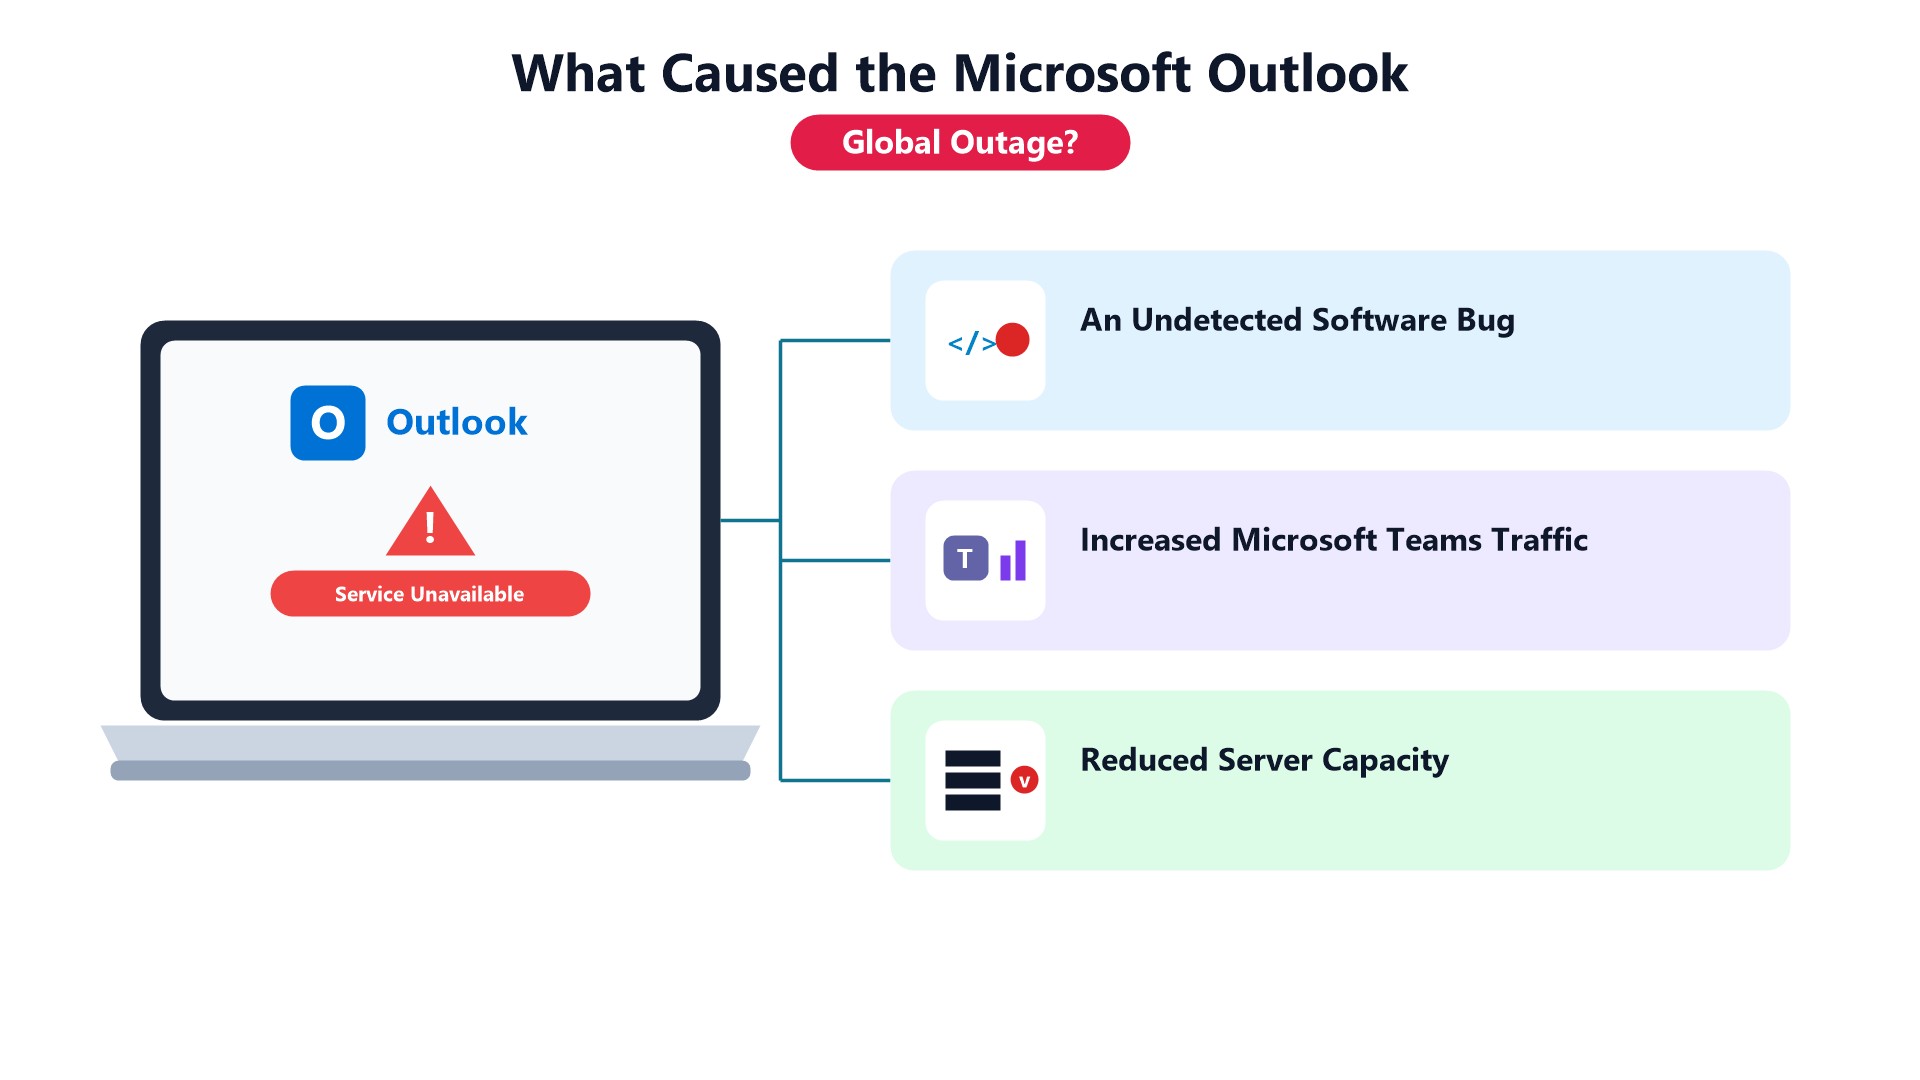 What Caused the Microsoft Outlook
Global Outage?
O Outlook
!
Service Unavailable
</>
An Undetected Software Bug
T
Increased Microsoft Teams Traffic
v
Reduced Server Capacity